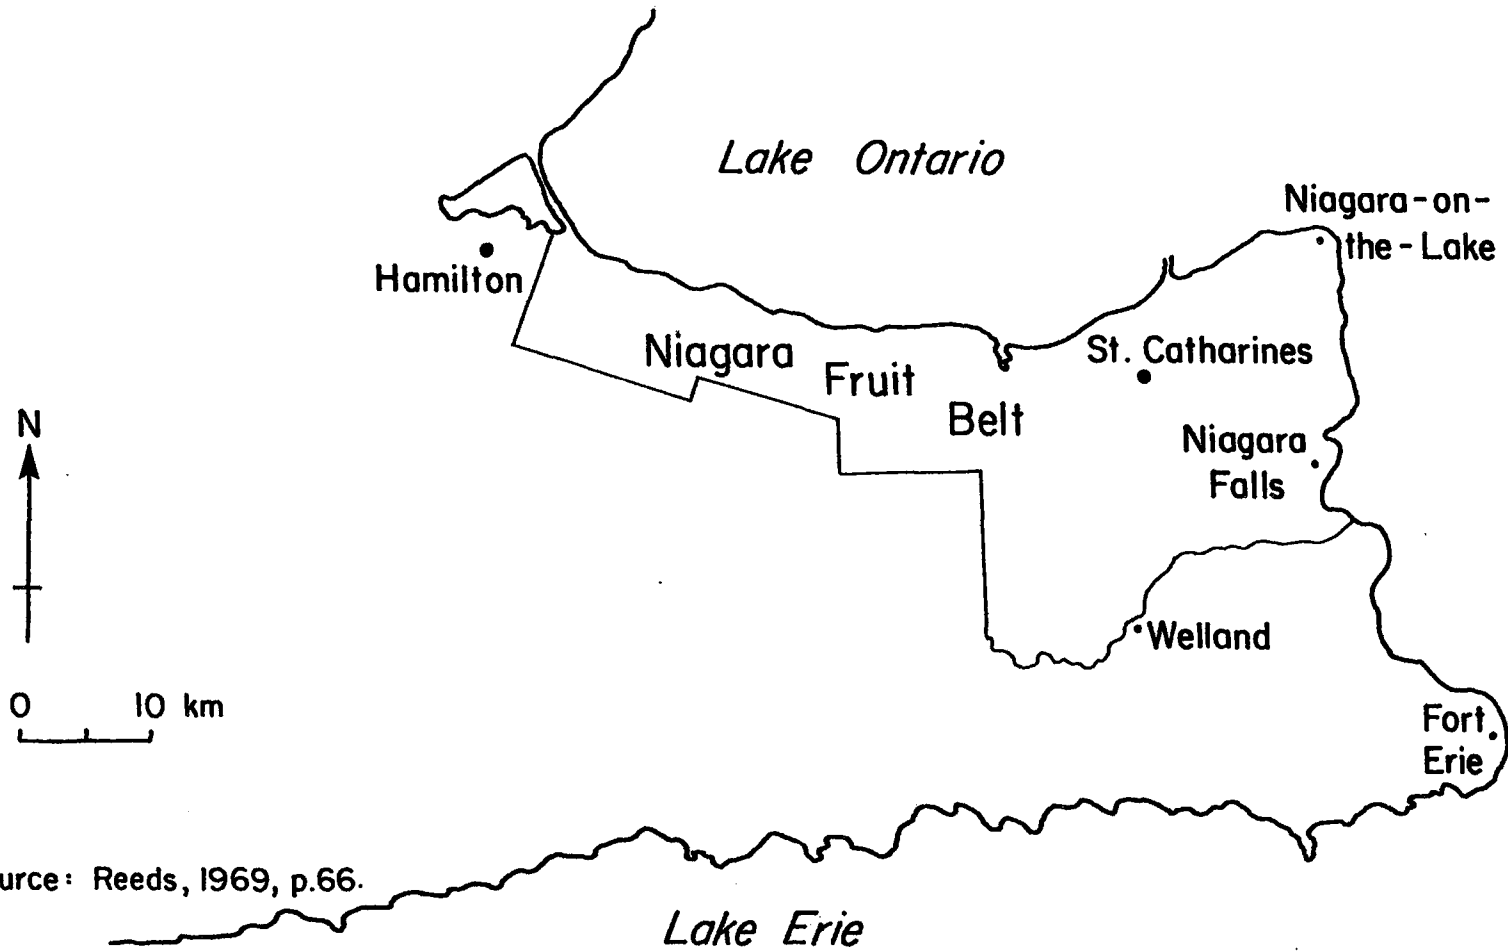 Lake Ontario
Niagara-on-
the-Lake
Hamilton
St. Catharines
Niagara
Fruit
Belt
N
Niagara
Falls
Welland
0 10 km
Fort
Erie
urce: Reeds, 1969, p.66.
Lake Erie